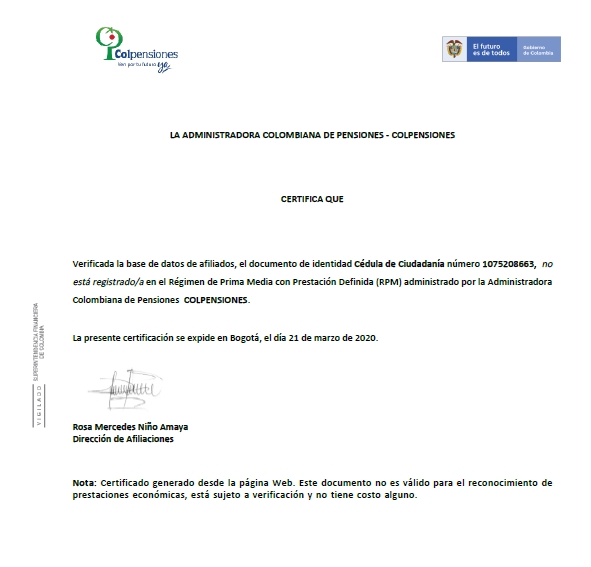 Colpensiones
Ven por tu futuro ya
El futuro
es de todos
Gobierno
de Colombia
LA ADMINISTRADORA COLOMBIANA DE PENSIONES - COLPENSIONES
CERTIFICA QUE
Verificada la base de datos de afiliados, el documento de identidad Cédula de Ciudadanía número 1075208663, no
está registrado/a en el Régimen de Prima Media con Prestación Definida (RPM) administrado por la Administradora
Colombiana de Pensiones COLPENSIONES.
La presente certificación se expide en Bogotá, el día 21 de marzo de 2020.
VIGILADO SUPERINTENDENCIA FINANCIERA
DE COLOMBIA
Rosa Mercedes Niño Amaya
Dirección de Afiliaciones
Nota: Certificado generado desde la página Web. Este documento no es válido para el reconocimiento de
prestaciones económicas, está sujeto a verificación y no tiene costo alguno.